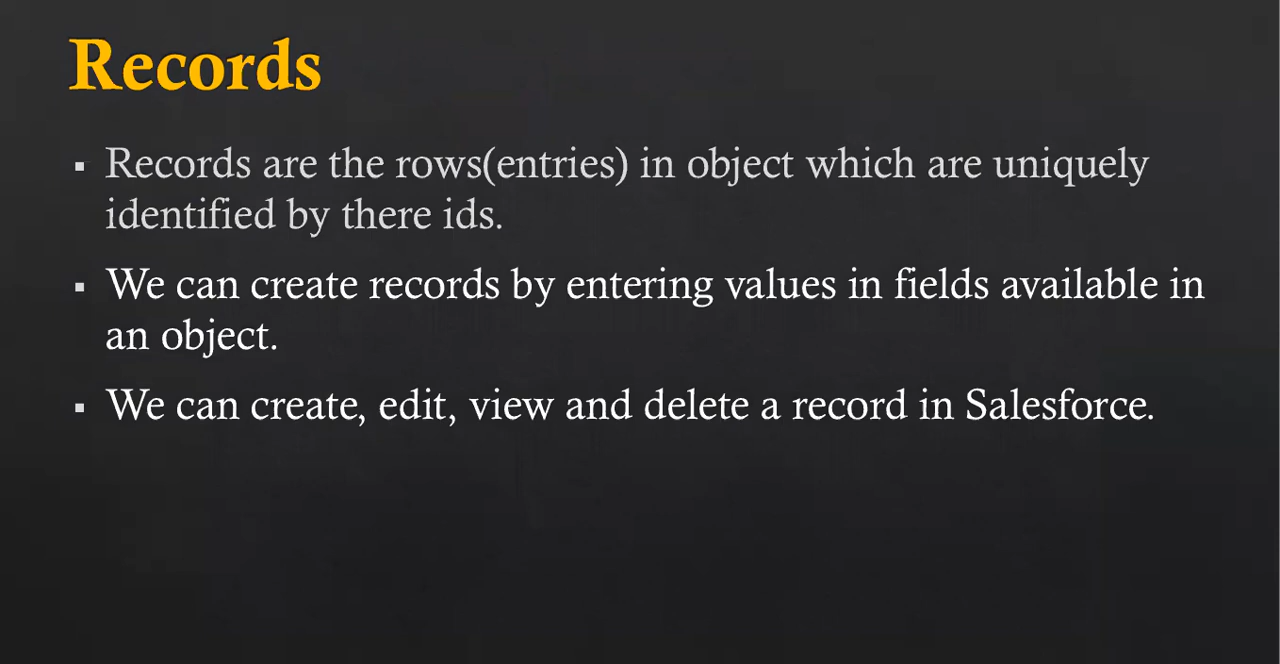 Records
▪ Records are the rows(entries) in object which are uniquely
identified by there ids.
▪ We can create records by entering values in fields available in
an object.
▪ We can create, edit, view and delete a record in Salesforce.